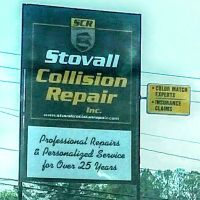 SCR
Stovall
Collision
Repair
Inc.
www.stovallcollisionrepair.com
• COLOR MATCH
EXPERTS
• INSURANCE
CLAIMS
Professional Repairs
& Personalized Service
for Over 25 Years